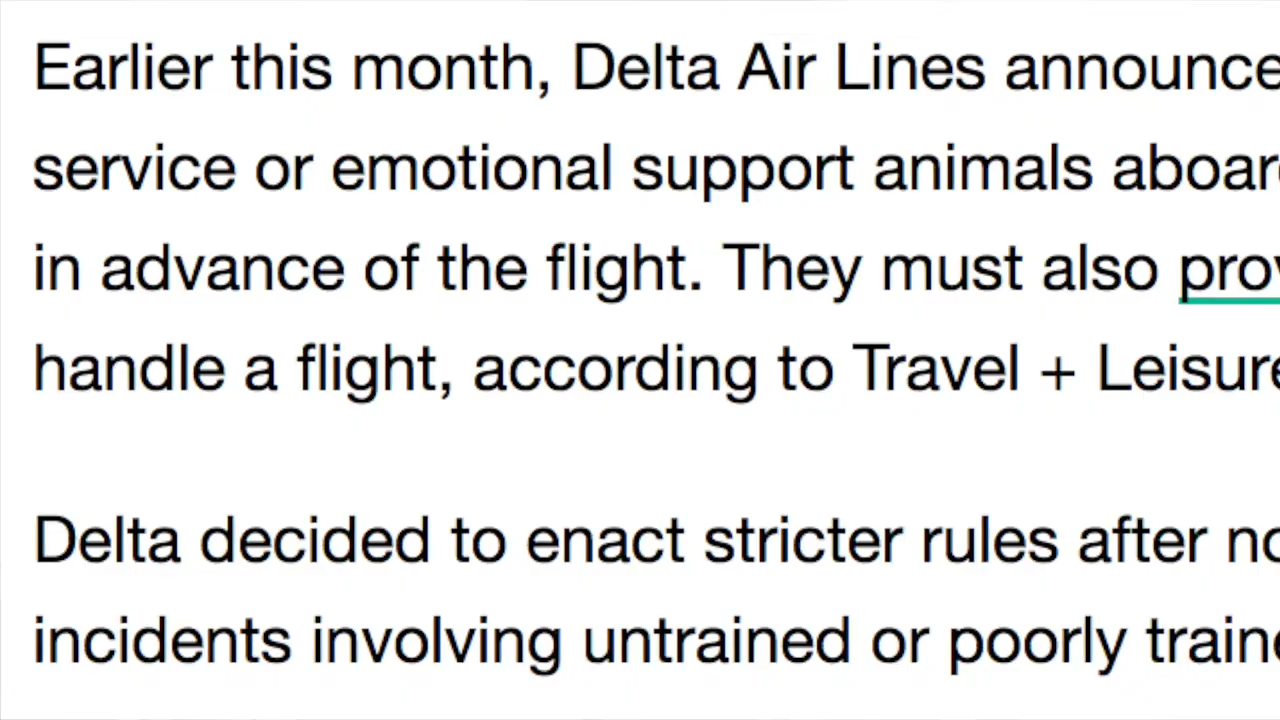 Earlier this month, Delta Air Lines announce
service or emotional support animals aboar
in advance of the flight. They must also prov
handle a flight, according to Travel + Leisure
Delta decided to enact stricter rules after no
incidents involving untrained or poorly traine